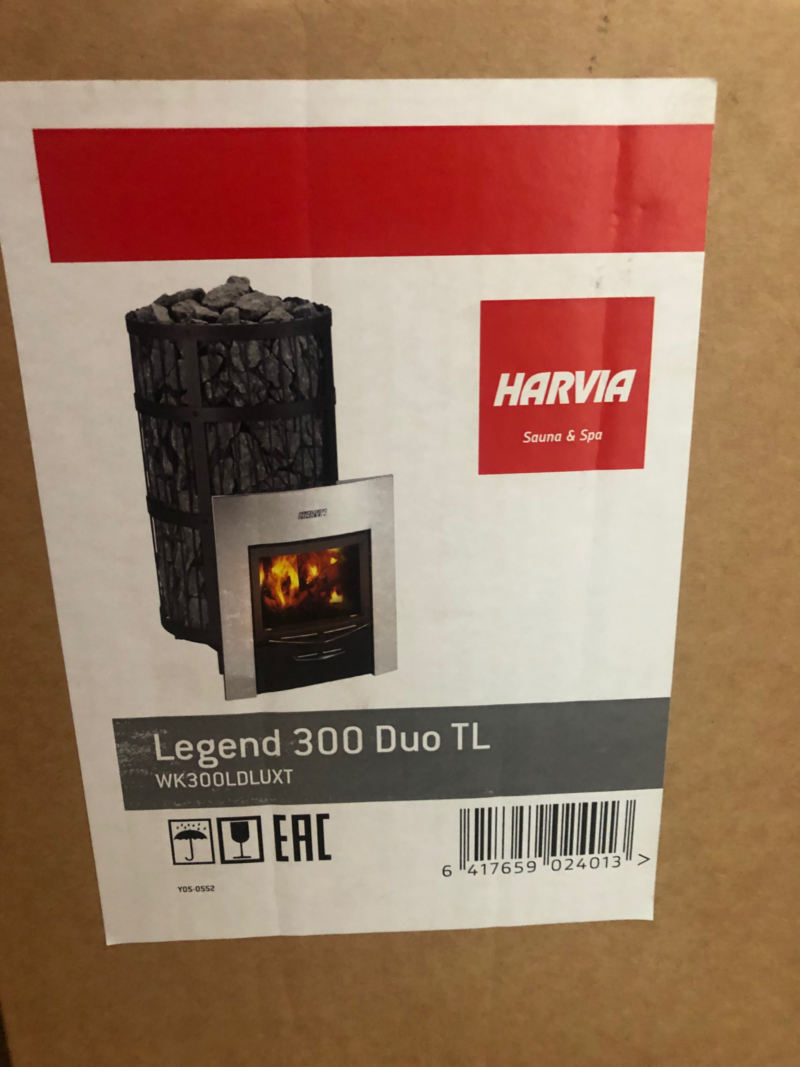 HARVIA
Sauna & Spa
HARVIA
Legend 300 Duo TL
WK300LDLUXT
EAC
6 417659 024013 >
Y05-0552